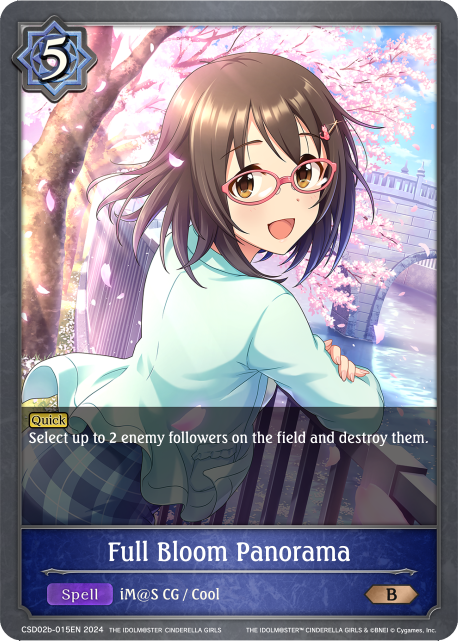 5
Quick
Select up to 2 enemy followers on the field and destroy them.
Full Bloom Panorama
Spell iM@S CG / Cool B
CSD02b-015EN 2024 THE IDOLM@STER CINDERELLA GIRLS THE IDOLM@STER™ CINDERELLA GIRLS & ©BNEI © Cygames, Inc.